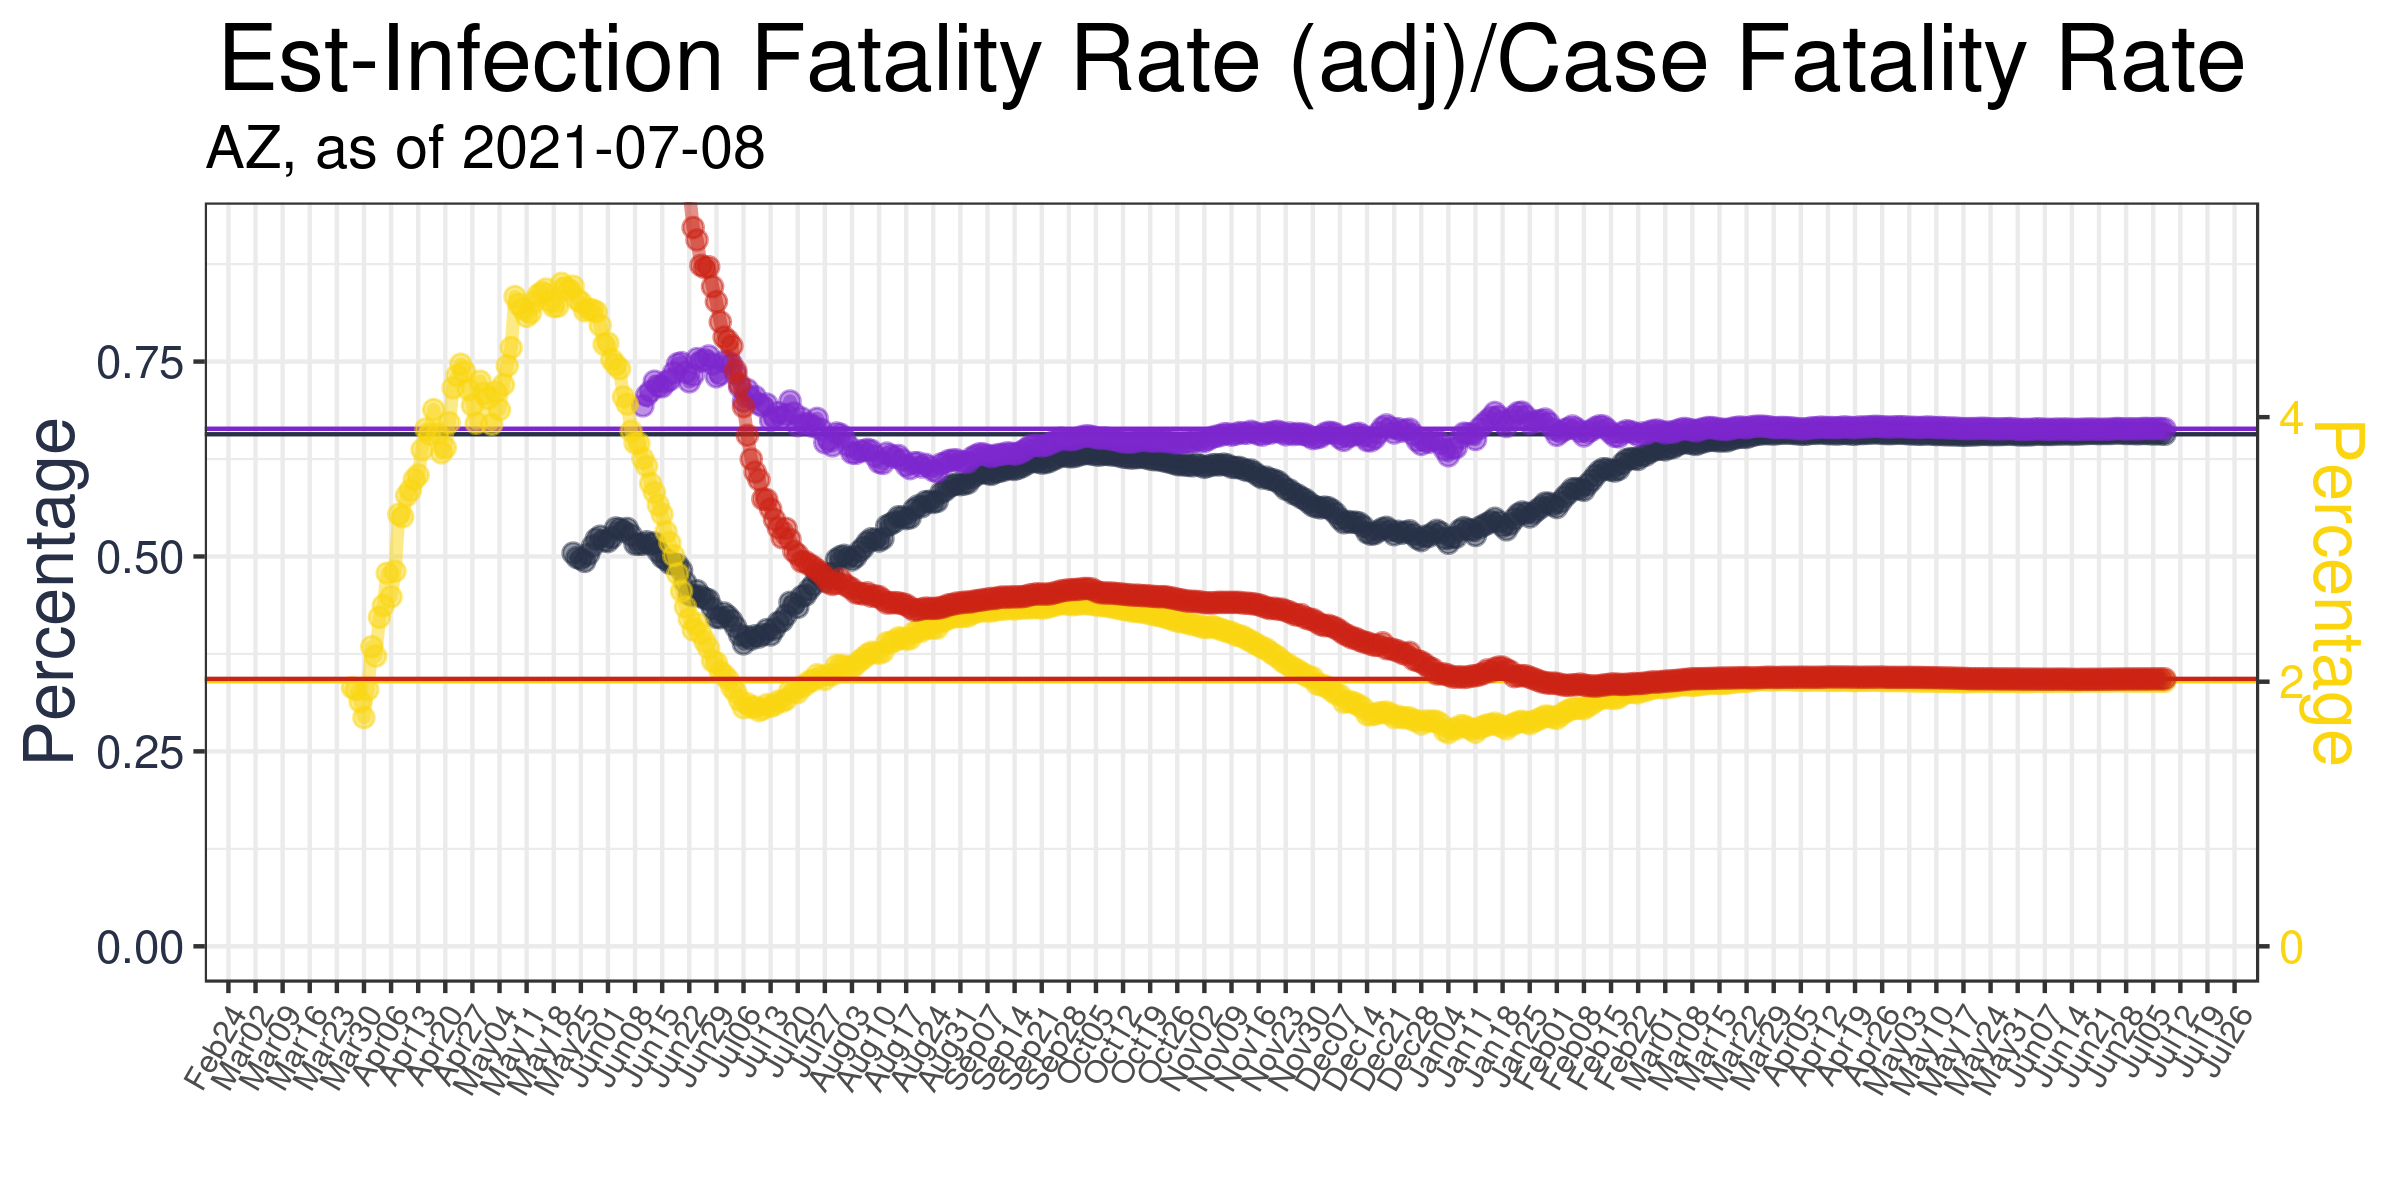 Est-Infection Fatality Rate (adj)/Case Fatality Rate
AZ, as of 2021-07-08
Percentage
0.75
0.50
0.25
0.00
4
2
0
Percentage
Feb24
Mar02
Mar09
Mar16
Mar23
Mar30
Apr06
Apr13
Apr20
Apr27
May04
May11
May18
May25
Jun01
Jun08
Jun15
Jun22
Jun29
Jul06
Jul13
Jul20
Jul27
Aug03
Aug10
Aug17
Aug24
Aug31
Sep07
Sep14
Sep21
Sep28
Oct05
Oct12
Oct19
Oct26
Nov02
Nov09
Nov16
Nov23
Nov30
Dec07
Dec14
Dec21
Dec28
Jan04
Jan11
Jan18
Jan25
Feb01
Feb08
Feb15
Feb22
Mar01
Mar08
Mar15
Mar22
Mar29
Apr05
Apr12
Apr19
Apr26
May03
May10
May17
May24
May31
Jun07
Jun14
Jun21
Jun28
Jul05
Jul12
Jul19
Jul26